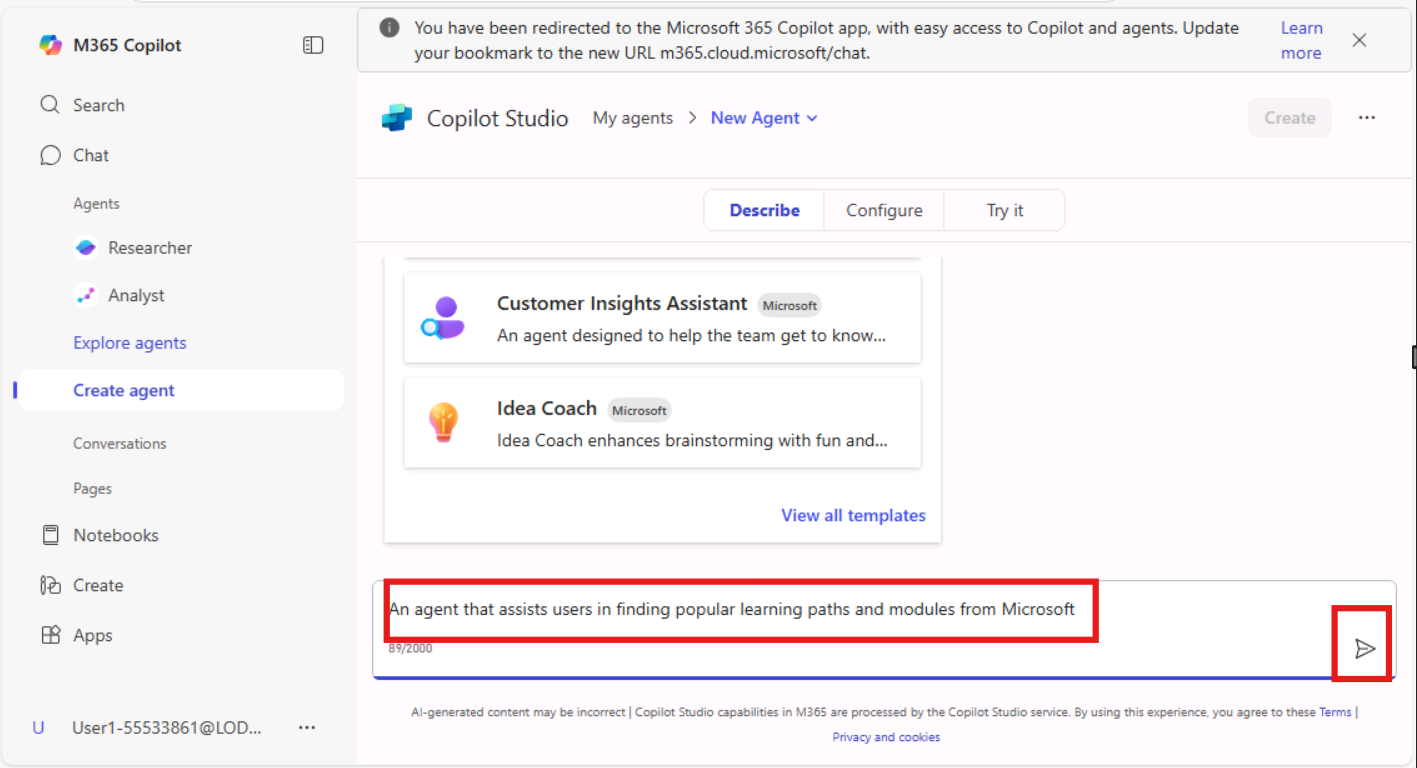 M365 Copilot
Search
Chat
Agents
Researcher
Analyst
Explore agents
Create agent
Conversations
Pages
Notebooks
Create
Apps
U User1-55533861@LOD... ...
You have been redirected to the Microsoft 365 Copilot app, with easy access to Copilot and agents. Update
your bookmark to the new URL m365.cloud.microsoft/chat.
Learn
more
Copilot Studio My agents > New Agent
Create ...
Describe Configure Try it
Customer Insights Assistant Microsoft
An agent designed to help the team get to know...
Idea Coach Microsoft
Idea Coach enhances brainstorming with fun and...
View all templates
An agent that assists users in finding popular learning paths and modules from Microsoft
89/2000
AI-generated content may be incorrect | Copilot Studio capabilities in M365 are processed by the Copilot Studio service. By using this experience, you agree to these Terms |
Privacy and cookies